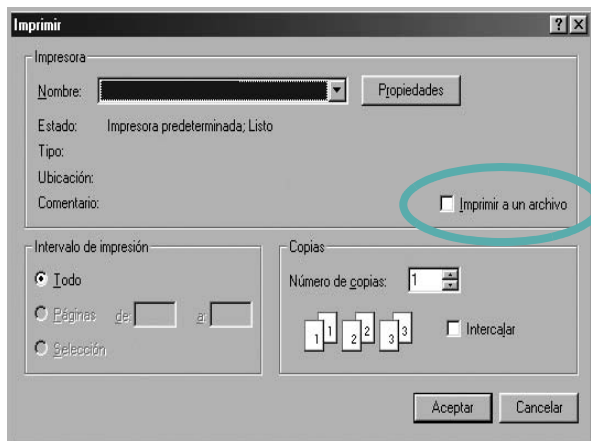 Imprimir
Impresora
Nombre:
Propiedades
Estado: Impresora predeterminada; Listo
Tipo:
Ubicación:
Comentario:
Imprimir a un archivo
Intervalo de impresión
Todo
Páginas de: a:
Selección
Copias
Número de copias: 1
1 1 2 2 3 3
Intercalar
Aceptar Cancelar